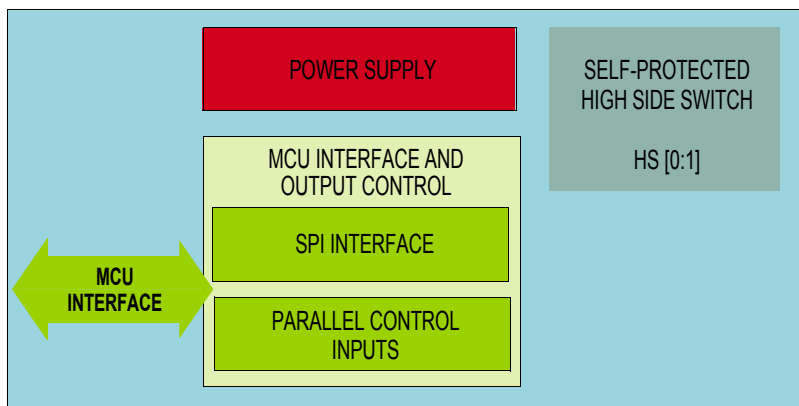 POWER SUPPLY
SELF-PROTECTED
HIGH SIDE SWITCH
HS [0:1]
MCU INTERFACE AND
OUTPUT CONTROL
SPI INTERFACE
MCU
INTERFACE
PARALLEL CONTROL
INPUTS